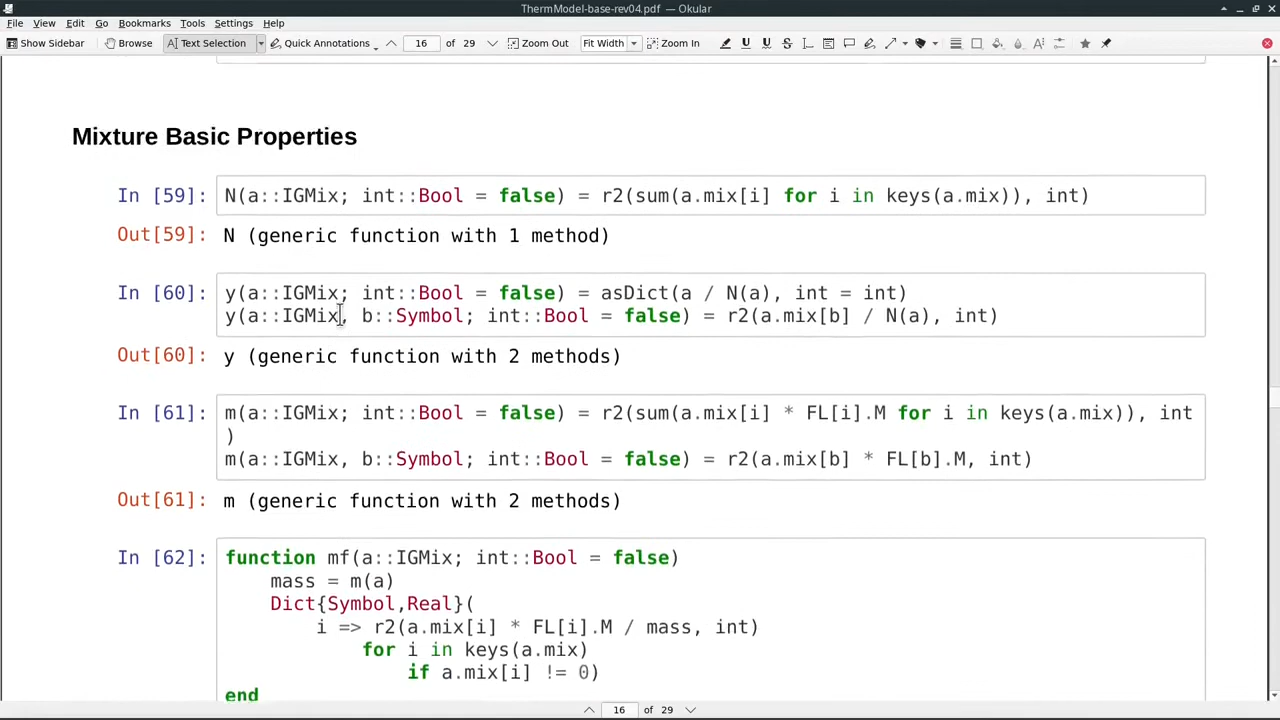 ThermModel-base-rev04.pdf — Okular
File View Edit Go Bookmarks Tools Settings Help
Show Sidebar Browse Text Selection Quick Annotations 16 of 29 Zoom Out Fit Width Zoom In
Mixture Basic Properties
In [59]: N(a::IGMix; int::Bool = false) = r2(sum(a.mix[i] for i in keys(a.mix)), int)
Out[59]: N (generic function with 1 method)
In [60]: y(a::IGMix; int::Bool = false) = asDict(a / N(a), int = int)
y(a::IGMix, b::Symbol; int::Bool = false) = r2(a.mix[b] / N(a), int)
Out[60]: y (generic function with 2 methods)
In [61]: m(a::IGMix; int::Bool = false) = r2(sum(a.mix[i] * FL[i].M for i in keys(a.mix)), int
)
m(a::IGMix, b::Symbol; int::Bool = false) = r2(a.mix[b] * FL[b].M, int)
Out[61]: m (generic function with 2 methods)
In [62]: function mf(a::IGMix; int::Bool = false)
mass = m(a)
Dict{Symbol,Real}(
i => r2(a.mix[i] * FL[i].M / mass, int)
for i in keys(a.mix)
if a.mix[i] != 0)
end
16 of 29